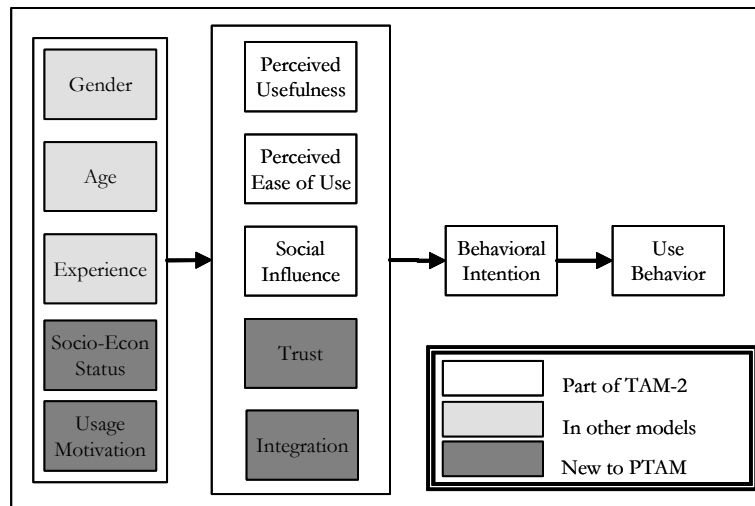 Gender
Age
Experience
Socio-Econ
Status
Usage
Motivation
Perceived
Usefulness
Perceived
Ease of Use
Social
Influence
Trust
Integration
Behavioral
Intention
Use
Behavior
Part of TAM-2
In other models
New to PTAM